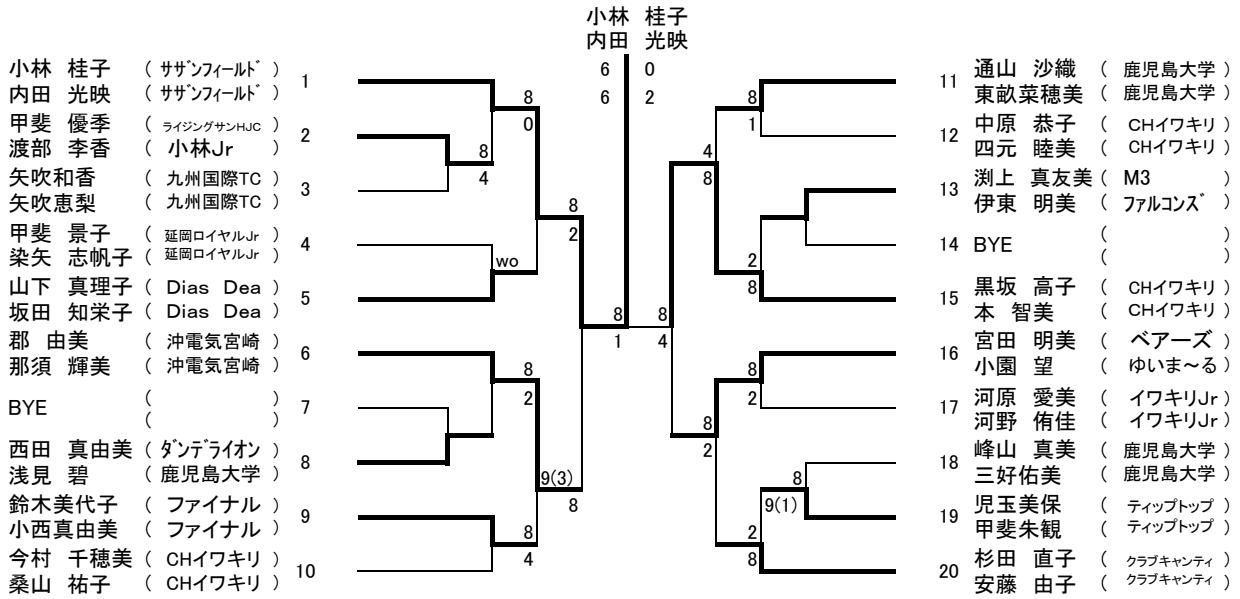 小林 桂子
内田 光映
6 0
6 2
小林 桂子 ( サザンフィールド ) 1
内田 光映 ( サザンフィールド )
甲斐 優季 ( ライジングサンHJC ) 2
渡部 李香 ( 小林Jr )
矢吹和香 ( 九州国際TC ) 3
矢吹恵梨 ( 九州国際TC )
甲斐 景子 ( 延岡ロイヤルJr ) 4
染矢 志帆子 ( 延岡ロイヤルJr )
山下 真理子 ( Dias Dea ) 5
坂田 知栄子 ( Dias Dea )
郡 由美 ( 沖電気宮崎 ) 6
那須 輝美 ( 沖電気宮崎 )
BYE ( ) 7
( )
西田 真由美 ( ダンデライオン ) 8
浅見 碧 ( 鹿児島大学 )
鈴木美代子 ( ファイナル ) 9
小西真由美 ( ファイナル )
今村 千穂美 ( CHイワキリ ) 10
桑山 祐子 ( CHイワキリ )
8
0
8
4
8
2
wo
8
1
8
2
9(3)
8
8
4
8
4
8
1
4
8
2
8
8
2
8
2
8
9(1)
2
8
11 通山 沙織 ( 鹿児島大学 )
東畝菜穂美 ( 鹿児島大学 )
12 中原 恭子 ( CHイワキリ )
四元 睦美 ( CHイワキリ )
13 渕上 真友美 ( M3 )
伊東 明美 ( ファルコンズ )
14 BYE ( )
( )
15 黒坂 高子 ( CHイワキリ )
本 智美 ( CHイワキリ )
16 宮田 明美 ( ベアーズ )
小園 望 ( ゆいま～る )
17 河原 愛美 ( イワキリJr )
河野 侑佳 ( イワキリJr )
18 峰山 真美 ( 鹿児島大学 )
三好佑美 ( 鹿児島大学 )
19 児玉美保 ( ティップトップ )
甲斐朱観 ( ティップトップ )
20 杉田 直子 ( クラブキャンティ )
安藤 由子 ( クラブキャンティ )